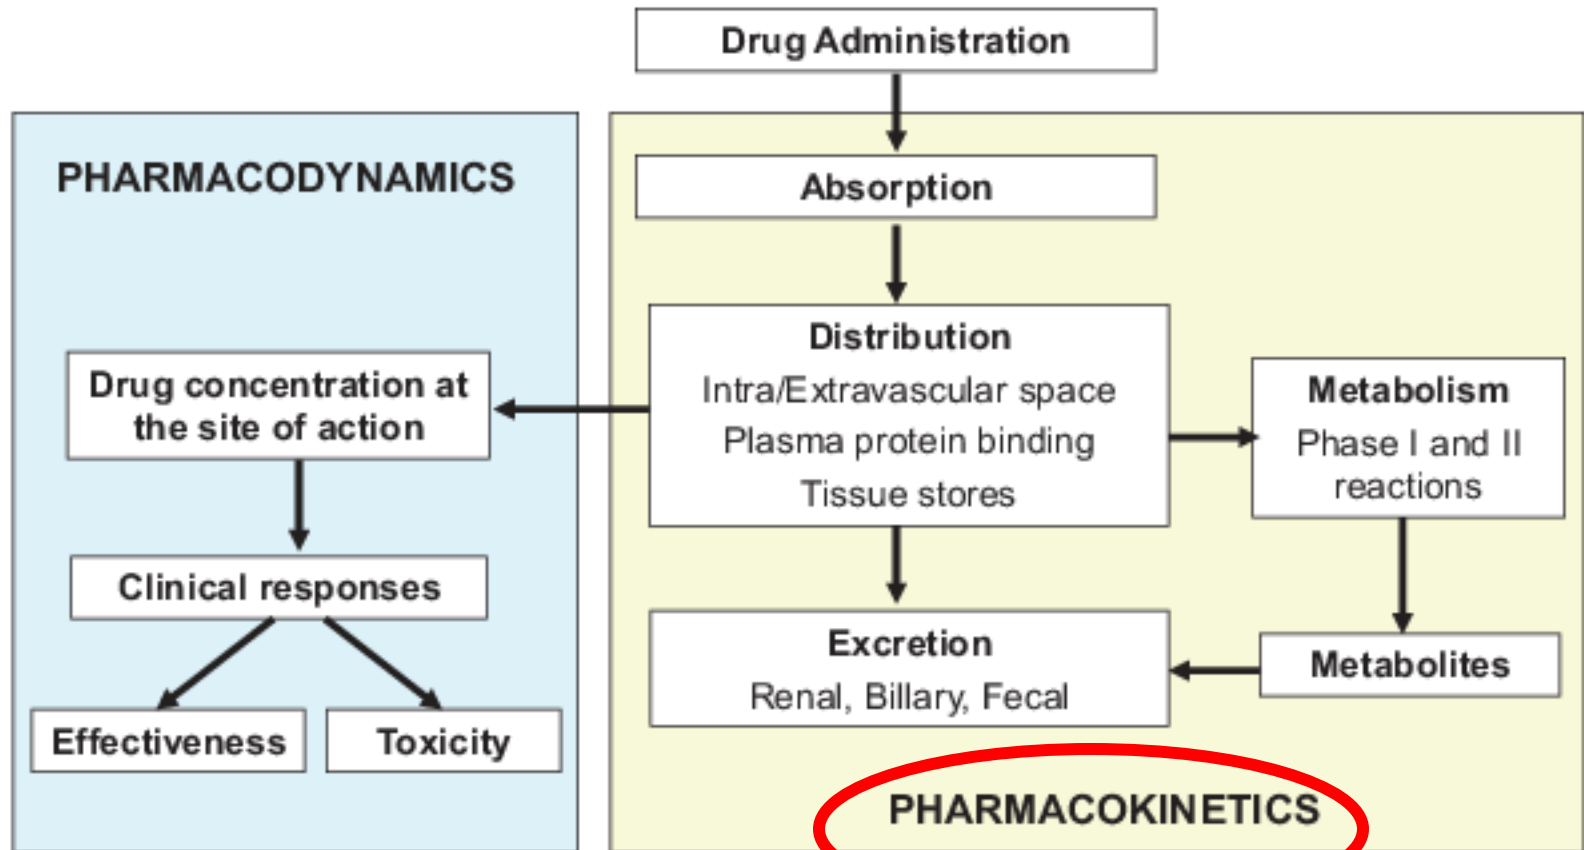 Drug Administration
PHARMACODYNAMICS
Absorption
Distribution
Intra/Extravascular space
Plasma protein binding
Tissue stores
Drug concentration at
the site of action
Metabolism
Phase I and II
reactions
Clinical responses
Excretion
Renal, Billary, Fecal
Metabolites
Effectiveness
Toxicity
PHARMACOKINETICS